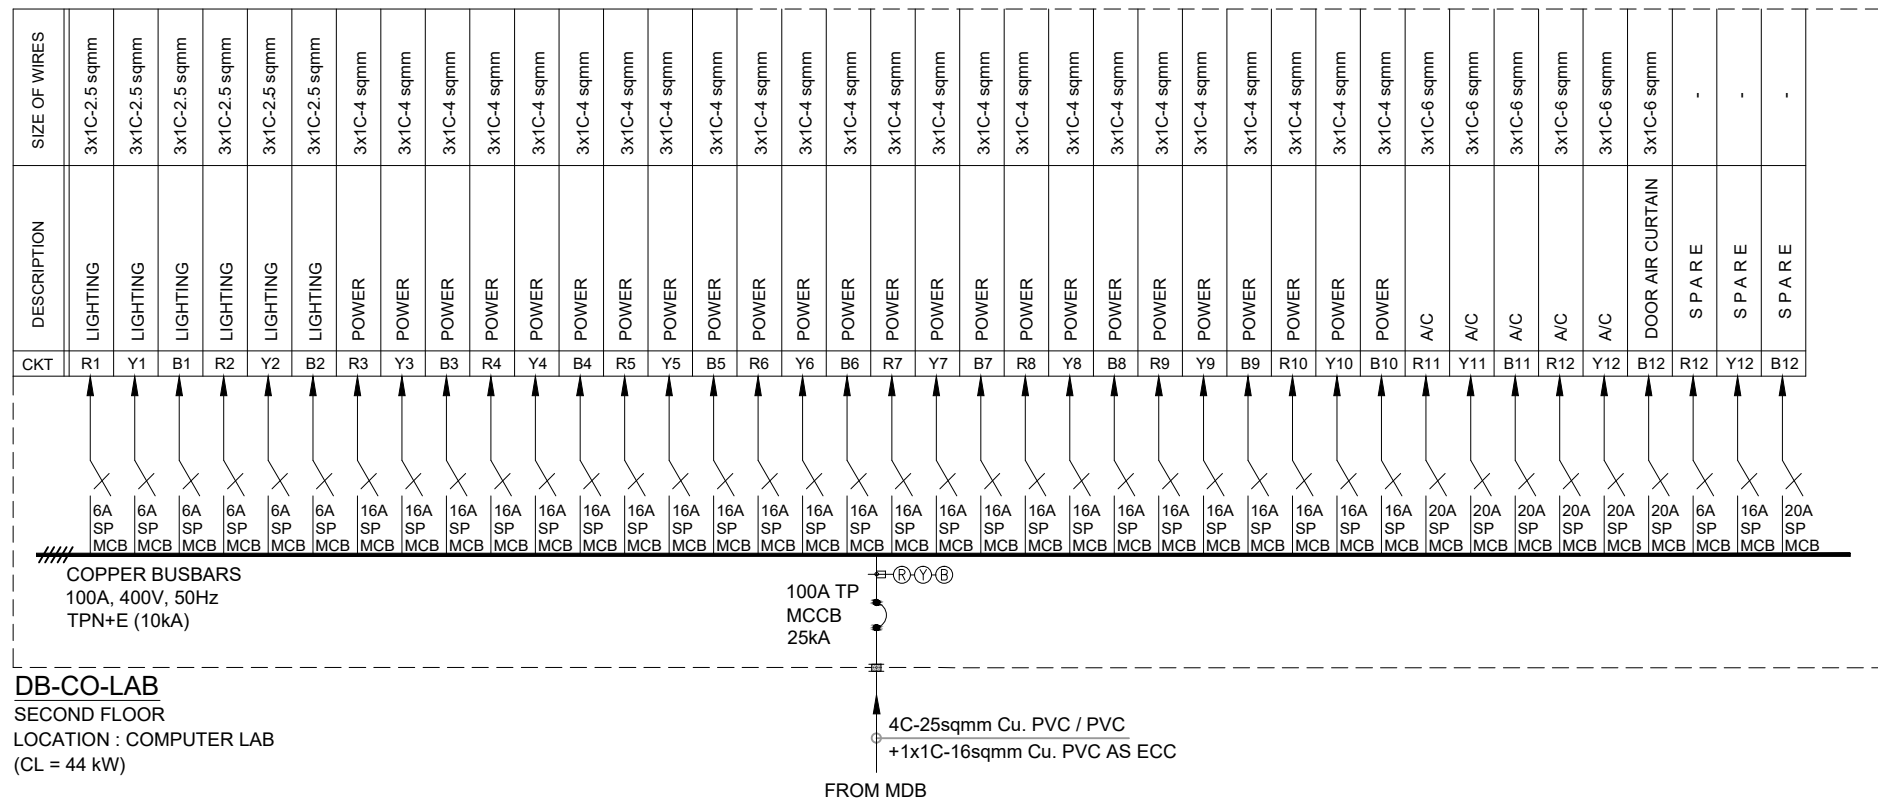 SIZE OF WIRES 3x1C-2.5 sqmm 3x1C-2.5 sqmm 3x1C-2.5 sqmm 3x1C-2.5 sqmm 3x1C-2.5 sqmm 3x1C-2.5 sqmm 3x1C-4 sqmm 3x1C-4 sqmm 3x1C-4 sqmm 3x1C-4 sqmm 3x1C-4 sqmm 3x1C-4 sqmm 3x1C-4 sqmm 3x1C-4 sqmm 3x1C-4 sqmm 3x1C-4 sqmm 3x1C-4 sqmm 3x1C-4 sqmm 3x1C-4 sqmm 3x1C-4 sqmm 3x1C-4 sqmm 3x1C-4 sqmm 3x1C-4 sqmm 3x1C-4 sqmm 3x1C-4 sqmm 3x1C-4 sqmm 3x1C-4 sqmm 3x1C-4 sqmm 3x1C-4 sqmm 3x1C-4 sqmm 3x1C-6 sqmm 3x1C-6 sqmm 3x1C-6 sqmm 3x1C-6 sqmm 3x1C-6 sqmm 3x1C-6 sqmm - - -
DESCRIPTION LIGHTING LIGHTING LIGHTING LIGHTING LIGHTING LIGHTING POWER POWER POWER POWER POWER POWER POWER POWER POWER POWER POWER POWER POWER POWER POWER POWER POWER POWER POWER POWER POWER POWER POWER POWER A/C A/C A/C A/C A/C DOOR AIR CURTAIN S P A R E S P A R E S P A R E
CKT R1 Y1 B1 R2 Y2 B2 R3 Y3 B3 R4 Y4 B4 R5 Y5 B5 R6 Y6 B6 R7 Y7 B7 R8 Y8 B8 R9 Y9 B9 R10 Y10 B10 R11 Y11 B11 R12 Y12 B12 R12 Y12 B12
6A 6A 6A 6A 6A 6A 16A 16A 16A 16A 16A 16A 16A 16A 16A 16A 16A 16A 16A 16A 16A 16A 16A 16A 16A 16A 16A 16A 16A 16A 20A 20A 20A 20A 20A 20A 6A 16A 20A
SP SP SP SP SP SP SP SP SP SP SP SP SP SP SP SP SP SP SP SP SP SP SP SP SP SP SP SP SP SP SP SP SP SP SP SP SP SP SP
MCB MCB MCB MCB MCB MCB MCB MCB MCB MCB MCB MCB MCB MCB MCB MCB MCB MCB MCB MCB MCB MCB MCB MCB MCB MCB MCB MCB MCB MCB MCB MCB MCB MCB MCB MCB MCB MCB MCB
COPPER BUSBARS
100A, 400V, 50Hz
TPN+E (10kA)
R Y B
100A TP
MCCB
25kA
DB-CO-LAB
SECOND FLOOR
LOCATION : COMPUTER LAB
(CL = 44 kW)
4C-25sqmm Cu. PVC / PVC
+1x1C-16sqmm Cu. PVC AS ECC
FROM MDB